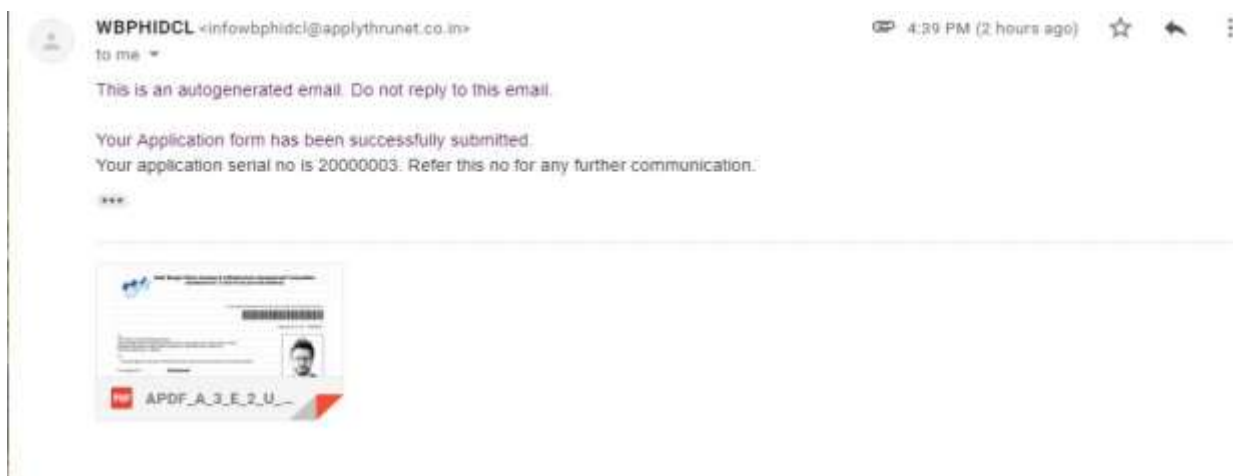 WBPHIDCL <infowbphidcl@applythrunet.co.in>
4:39 PM (2 hours ago)
to me
This is an autogenerated email. Do not reply to this email.
Your Application form has been successfully submitted.
Your application serial no is 20000003. Refer this no for any further communication.
PDF
APDF_A_3_E_2_U_...